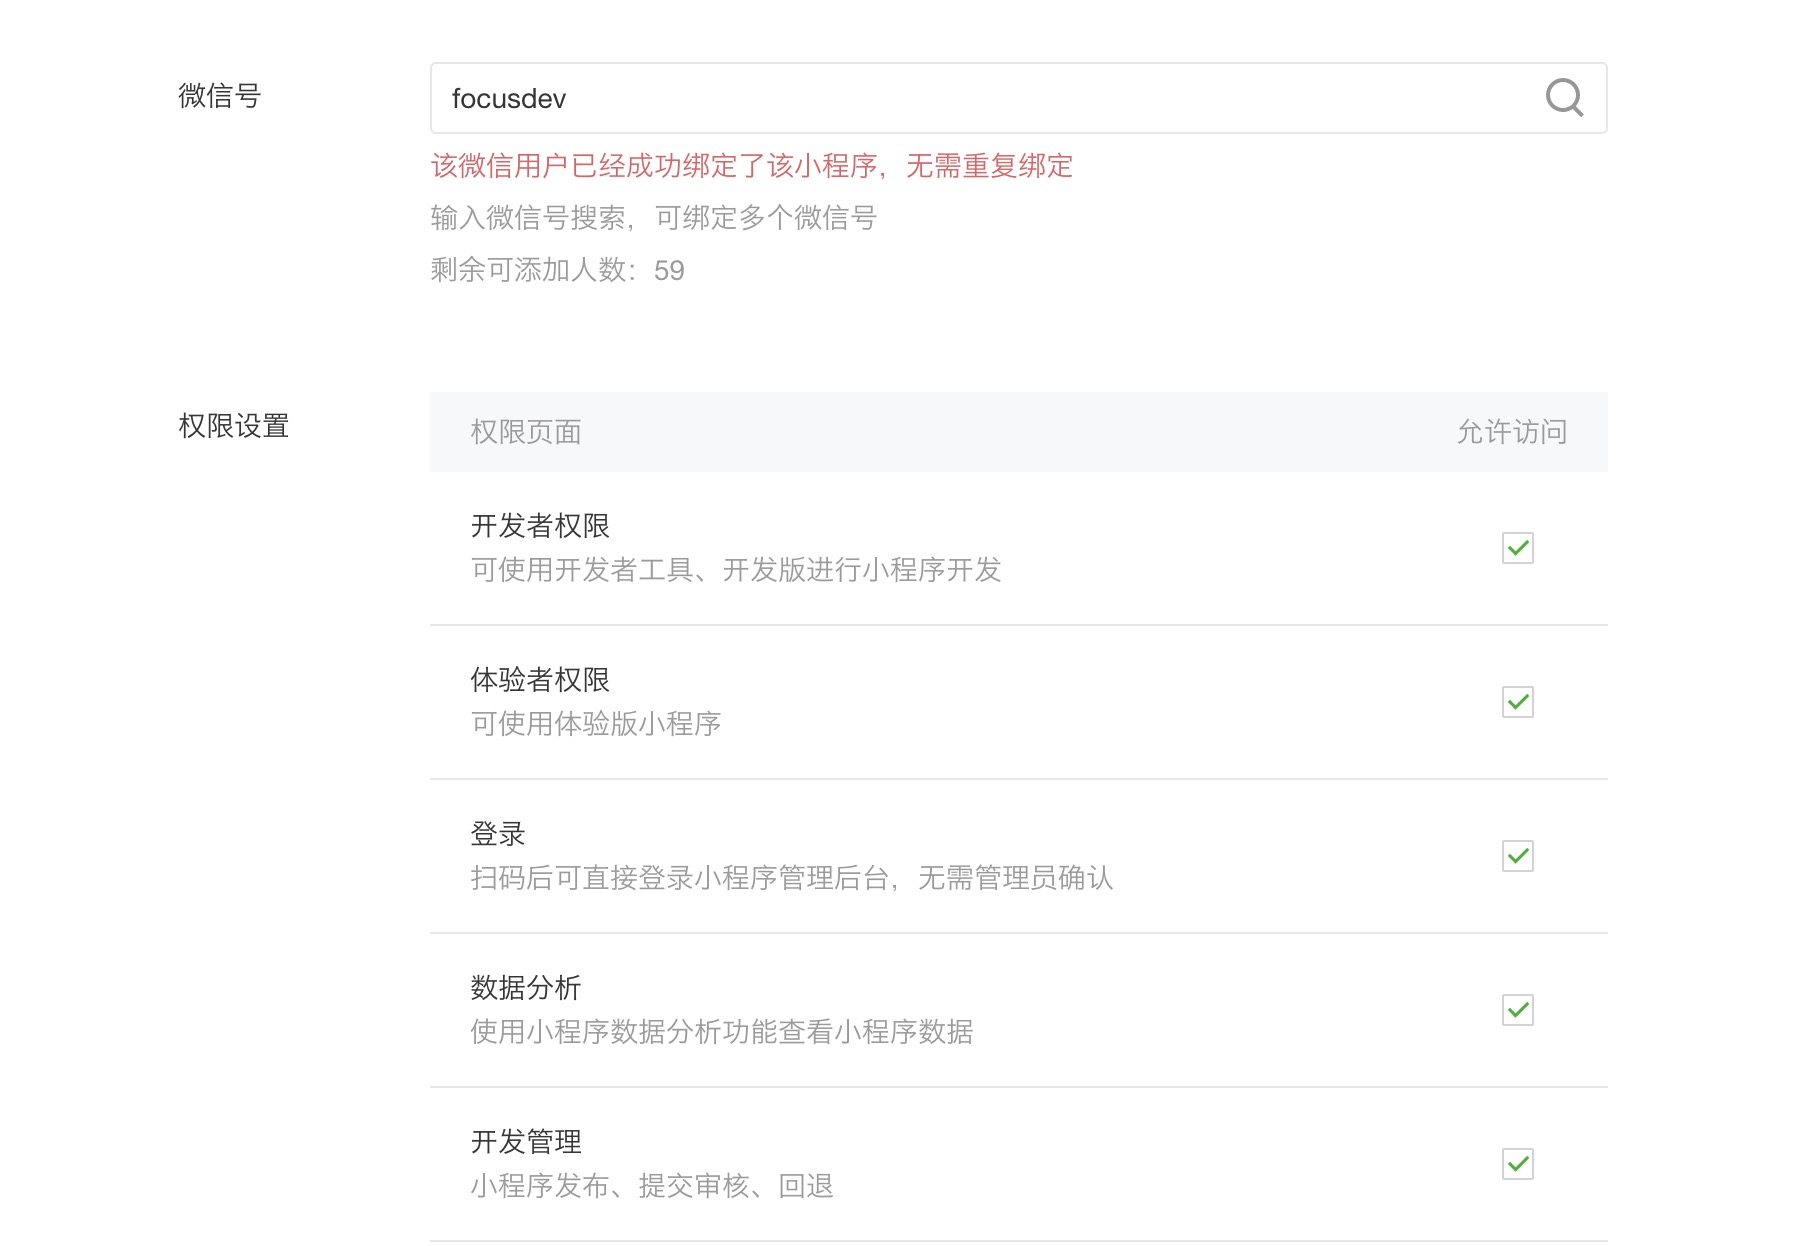 微信号
focusdev
该微信用户已经成功绑定了该小程序，无需重复绑定
输入微信号搜索，可绑定多个微信号
剩余可添加人数：59
权限设置
权限页面 允许访问
开发者权限
可使用开发者工具、开发版进行小程序开发
体验者权限
可使用体验版小程序
登录
扫码后可直接登录小程序管理后台，无需管理员确认
数据分析
使用小程序数据分析功能查看小程序数据
开发管理
小程序发布、提交审核、回退